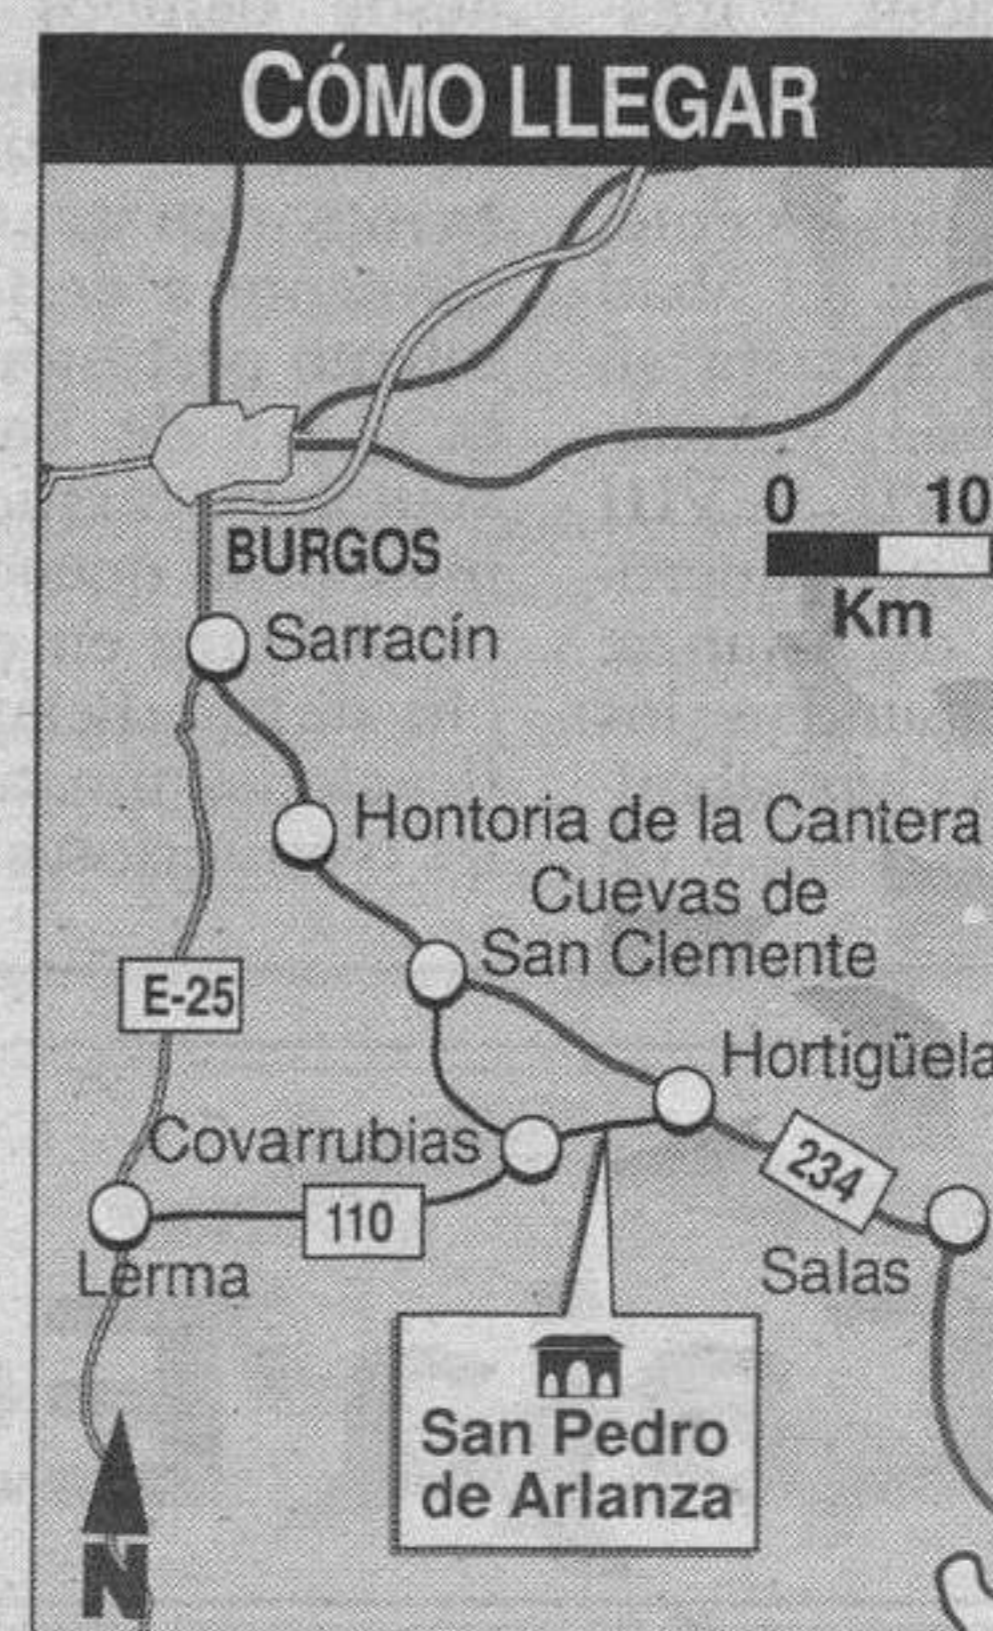 CÓMO LLEGAR
0 10
Km
BURGOS
Sarracín
Hontoria de la Cantera
Cuevas de
San Clemente
E-25
Hortigüela
Covarrubias
234
110
Lerma
Salas
San Pedro
de Arlanza
N